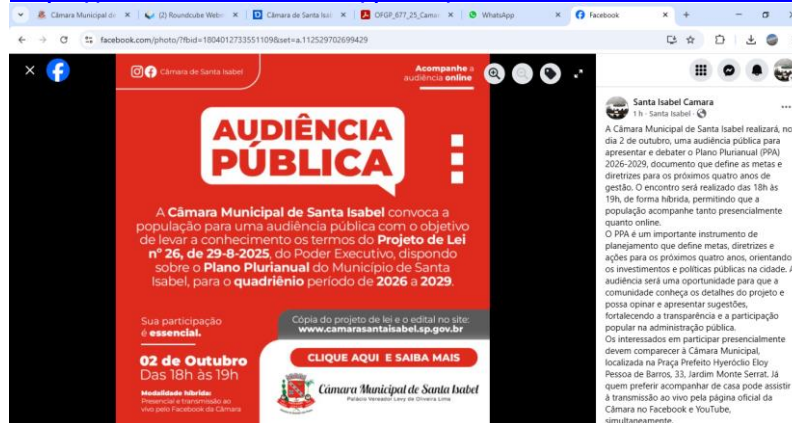 Câmara Municipal de
(2) Roundcube Webm
Câmara de Santa Isab
OFGP_677_25_Camar
WhatsApp
Facebook
facebook.com/photo/?fbid=1804012733551109&set=a.112529702699429
Câmara de Santa Isabel
Acompanhe a
audiência online
AUDIÊNCIA
PÚBLICA
A Câmara Municipal de Santa Isabel convoca a
população para uma audiência pública com o objetivo
de levar a conhecimento os termos do Projeto de Lei
nº 26, de 29-8-2025, do Poder Executivo, dispondo
sobre o Plano Plurianual do Município de Santa
Isabel, para o quadriênio período de 2026 a 2029.
Sua participação
é essencial.
Cópia do projeto de lei e o edital no site:
www.camarasantaisabel.sp.gov.br
02 de Outubro
Das 18h às 19h
Modalidade híbrida:
Presencial e transmissão ao
vivo pelo Facebook da Câmara
CLIQUE AQUI E SAIBA MAIS
Câmara Municipal de Santa Isabel
Palácio Vereador Levy de Oliveira Lima
Santa Isabel Camara
1 h · Santa Isabel ·
A Câmara Municipal de Santa Isabel realizará, no
dia 2 de outubro, uma audiência pública para
apresentar e debater o Plano Plurianual (PPA)
2026-2029, documento que define as metas e
diretrizes para os próximos quatro anos de
gestão. O encontro será realizado das 18h às
19h, de forma híbrida, permitindo que a
população acompanhe tanto presencialmente
quanto online.
O PPA é um importante instrumento de
planejamento que define metas, diretrizes e
ações para os próximos quatro anos, orientando
os investimentos e políticas públicas na cidade. A
audiência será uma oportunidade para que a
comunidade conheça os detalhes do projeto e
possa opinar e apresentar sugestões,
fortalecendo a transparência e a participação
popular na administração pública.
Os interessados em participar presencialmente
devem comparecer à Câmara Municipal,
localizada na Praça Prefeito Hyeróclio Eloy
Pessoa de Barros, 33, Jardim Monte Serrat. Já
quem preferir acompanhar de casa pode assistir
à transmissão ao vivo pela página oficial da
Câmara no Facebook e YouTube,
simultaneamente.